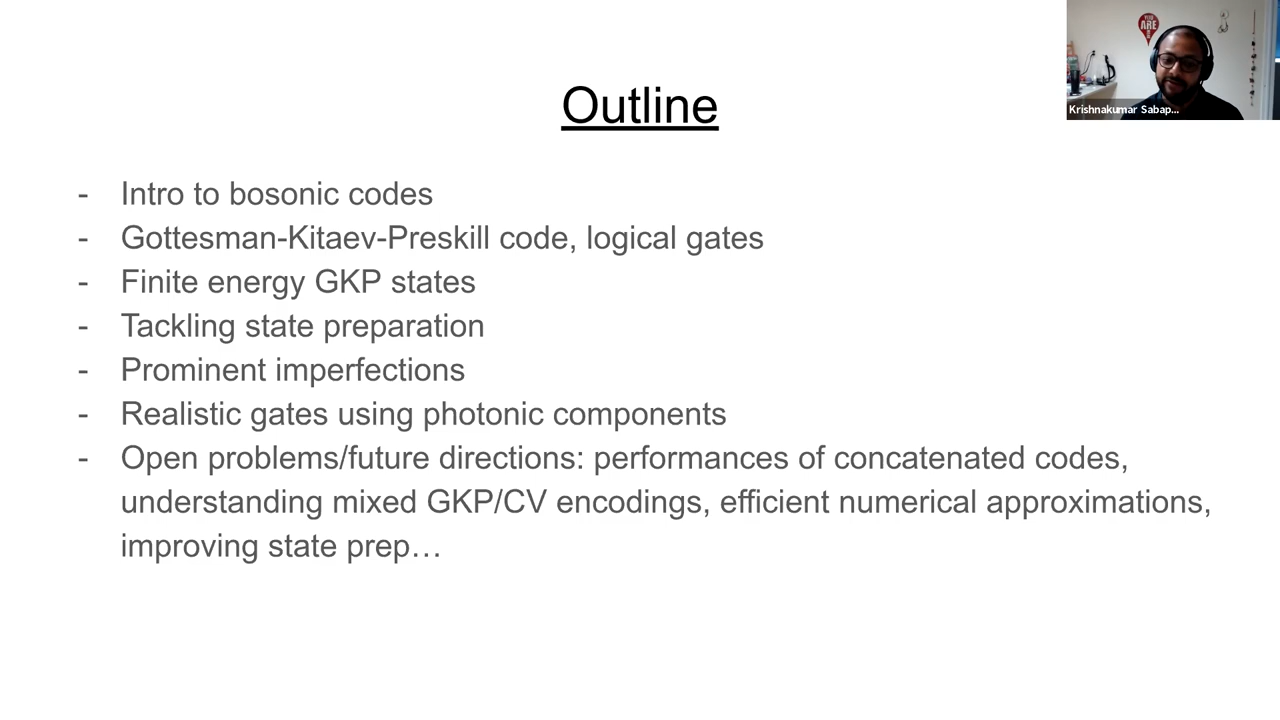 YOU
ARE
Krishnakumar Sabap...
Outline
- Intro to bosonic codes
- Gottesman-Kitaev-Preskill code, logical gates
- Finite energy GKP states
- Tackling state preparation
- Prominent imperfections
- Realistic gates using photonic components
- Open problems/future directions: performances of concatenated codes,
understanding mixed GKP/CV encodings, efficient numerical approximations,
improving state prep…